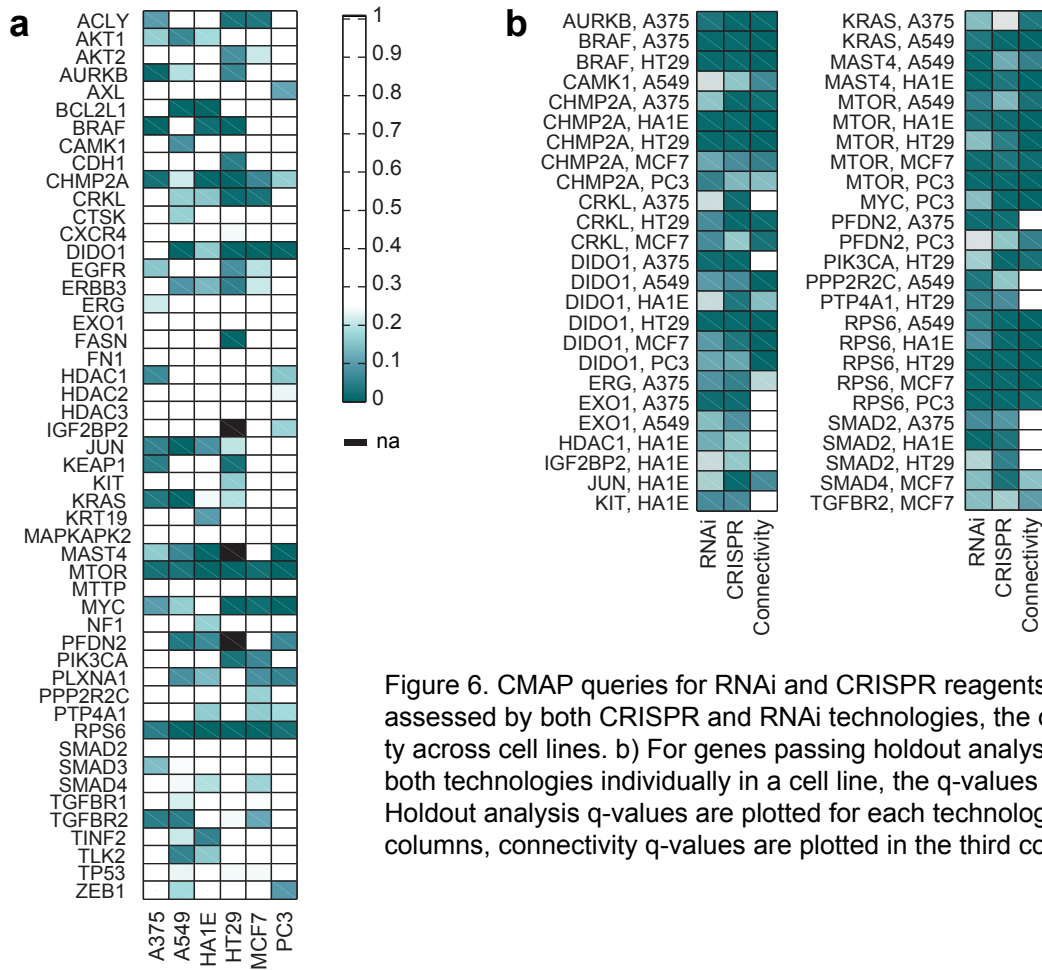 a
ACLY
AKT1
AKT2
AURKB
AXL
BCL2L1
BRAF
CAMK1
CDH1
CHMP2A
CRKL
CTSK
CXCR4
DIDO1
EGFR
ERBB3
ERG
EXO1
FASN
FN1
HDAC1
HDAC2
HDAC3
IGF2BP2
JUN
KEAP1
KIT
KRAS
KRT19
MAPKAPK2
MAST4
MTOR
MTTP
MYC
NF1
PFDN2
PIK3CA
PLXNA1
PPP2R2C
PTP4A1
RPS6
SMAD2
SMAD3
SMAD4
TGFBR1
TGFBR2
TINF2
TLK2
TP53
ZEB1
A375
A549
HA1E
HT29
MCF7
PC3
1
0.9
0.8
0.7
0.6
0.5
0.4
0.3
0.2
0.1
0
na
b
AURKB, A375
BRAF, A375
BRAF, HT29
CAMK1, A549
CHMP2A, A375
CHMP2A, HA1E
CHMP2A, HT29
CHMP2A, MCF7
CHMP2A, PC3
CRKL, A375
CRKL, HT29
CRKL, MCF7
DIDO1, A375
DIDO1, A549
DIDO1, HA1E
DIDO1, HT29
DIDO1, MCF7
DIDO1, PC3
ERG, A375
EXO1, A375
EXO1, A549
HDAC1, HA1E
IGF2BP2, HA1E
JUN, HA1E
KIT, HA1E
RNAi
CRISPR
Connectivity
KRAS, A375
KRAS, A549
MAST4, A549
MAST4, HA1E
MTOR, A549
MTOR, HA1E
MTOR, HT29
MTOR, MCF7
MTOR, PC3
MYC, PC3
PFDN2, A375
PFDN2, PC3
PIK3CA, HT29
PPP2R2C, A549
PTP4A1, HT29
RPS6, A549
RPS6, HA1E
RPS6, HT29
RPS6, MCF7
RPS6, PC3
SMAD2, A375
SMAD2, HA1E
SMAD2, HT29
SMAD4, MCF7
TGFBR2, MCF7
RNAi
CRISPR
Connectivity
Figure 6. CMAP queries for RNAi and CRISPR reagents
assessed by both CRISPR and RNAi technologies, the
ty across cell lines. b) For genes passing holdout
both technologies individually in a cell line, the q-values
Holdout analysis q-values are plotted for each
columns, connectivity q-values are plotted in the third